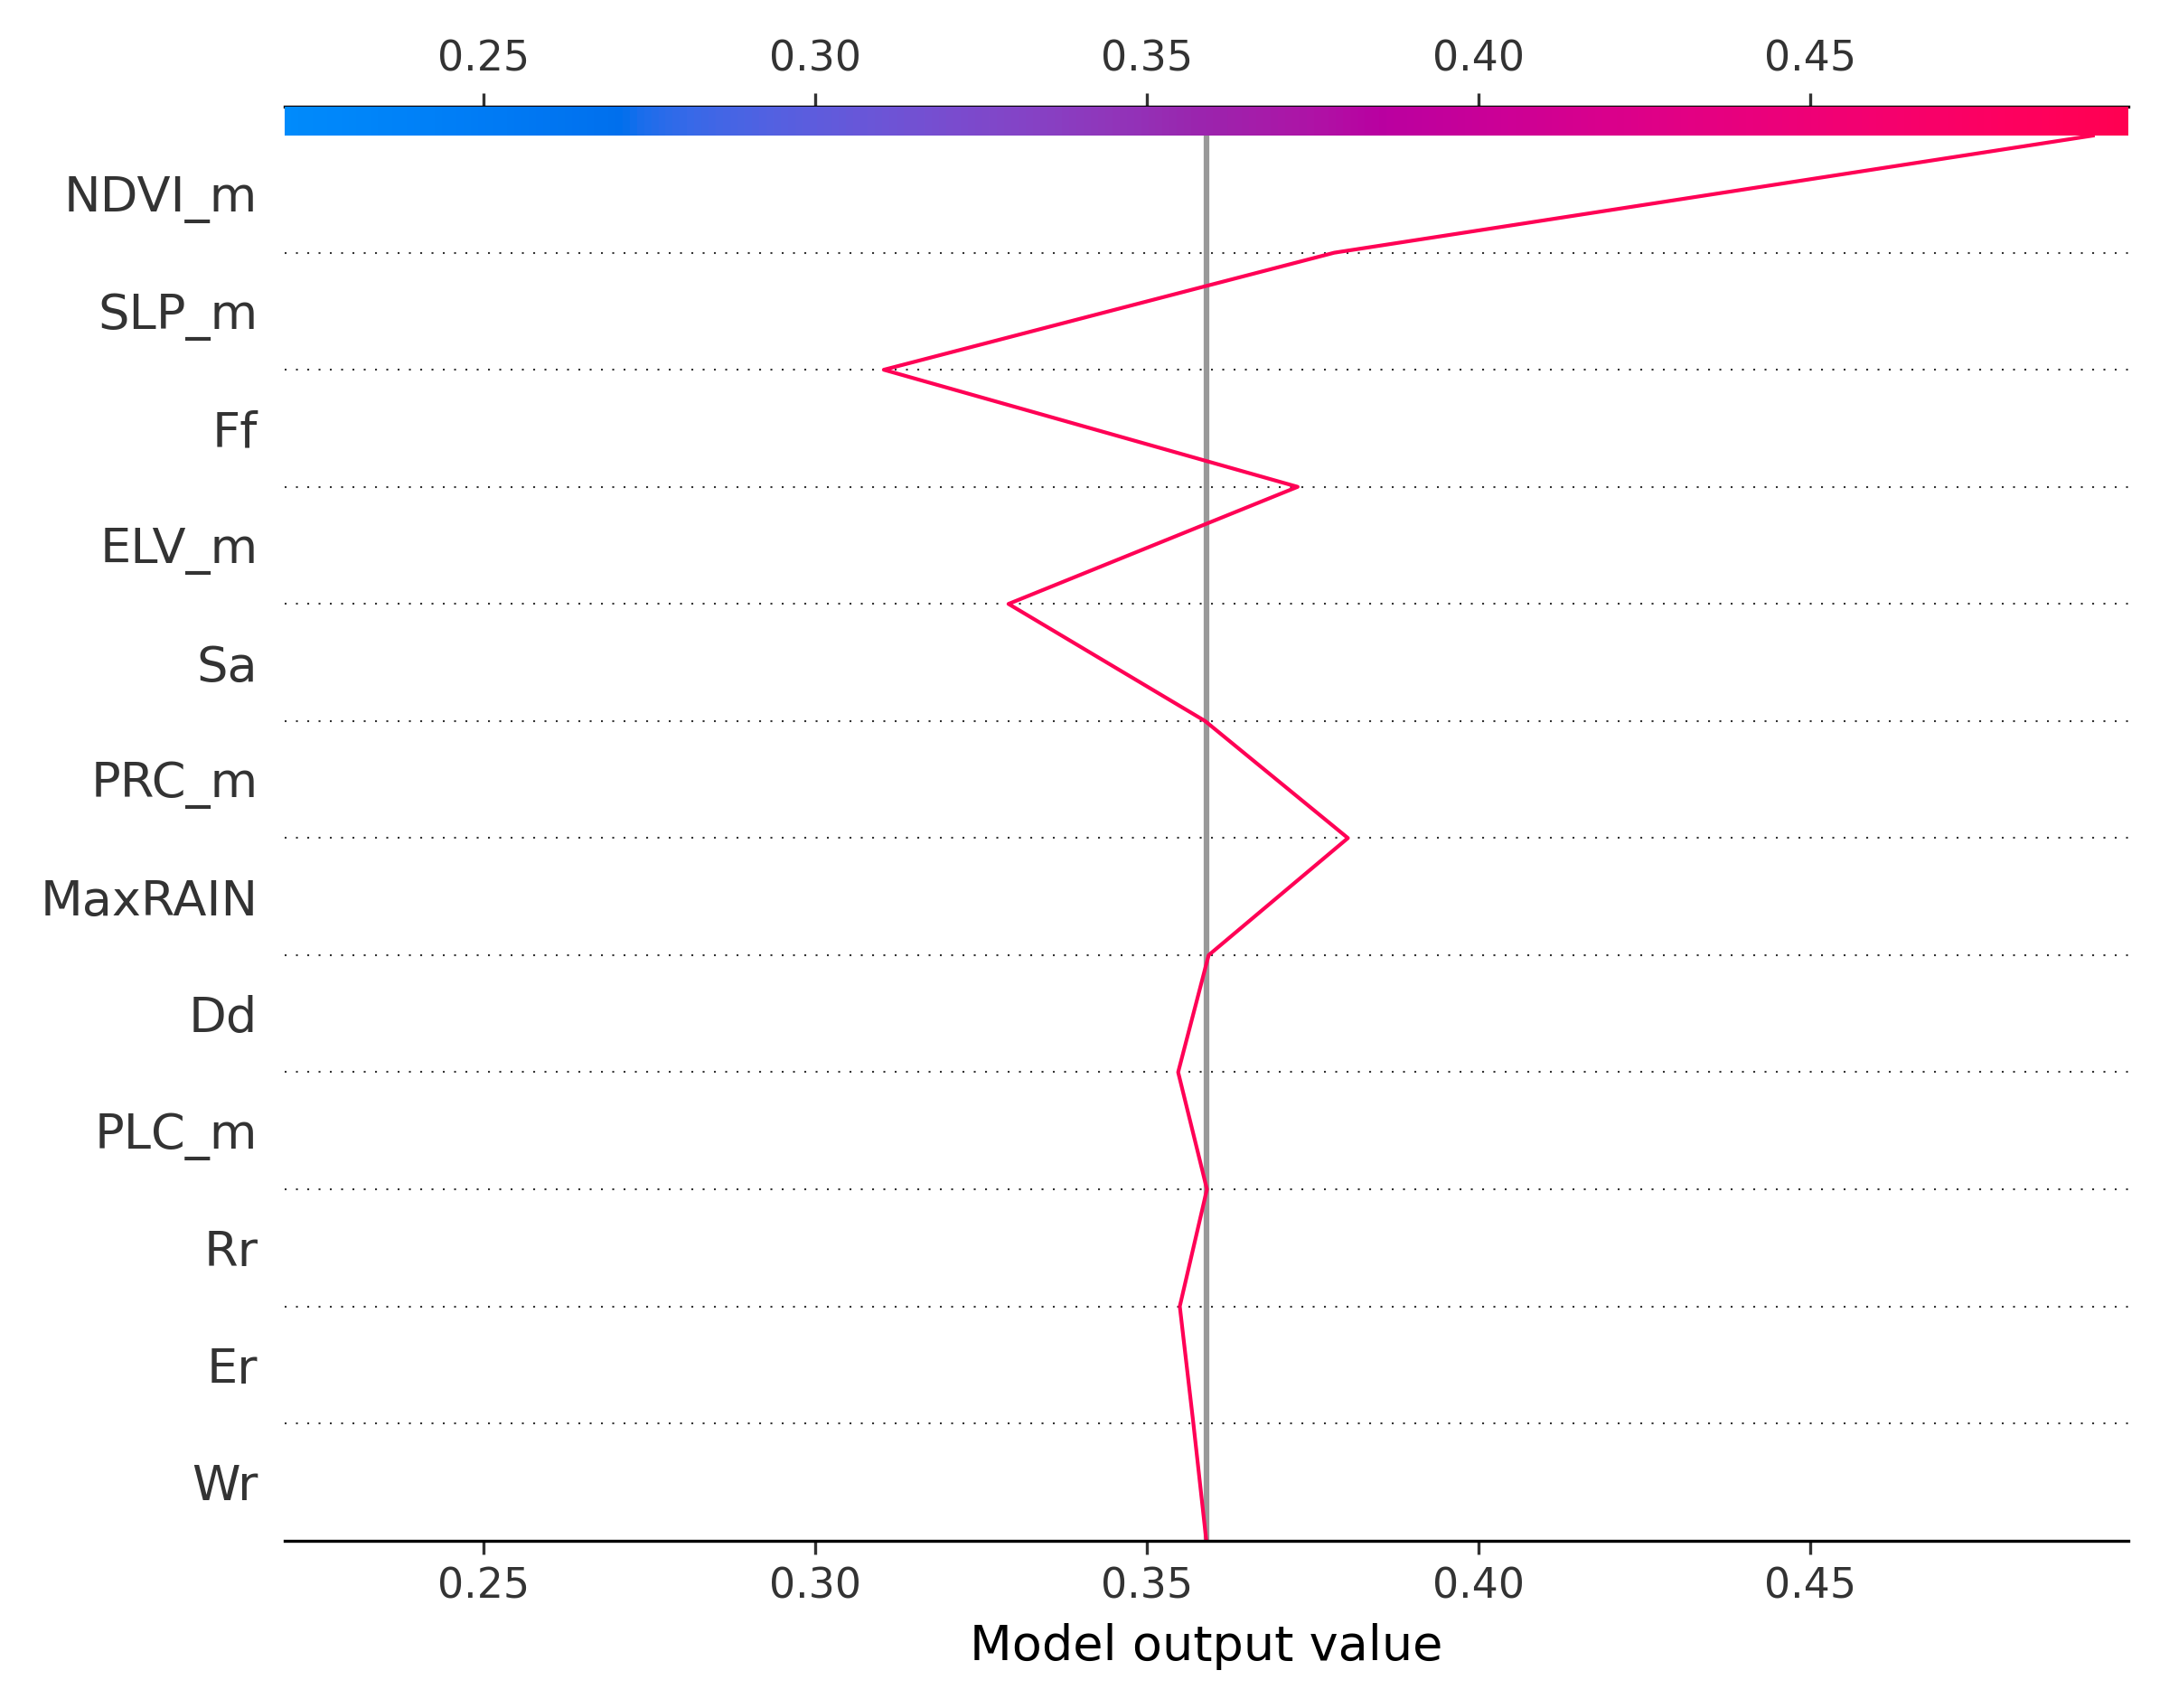 0.25 0.30 0.35 0.40 0.45
NDVI_m
SLP_m
Ff
ELV_m
Sa
PRC_m
MaxRAIN
Dd
PLC_m
Rr
Er
Wr
0.25 0.30 0.35 0.40 0.45
Model output value